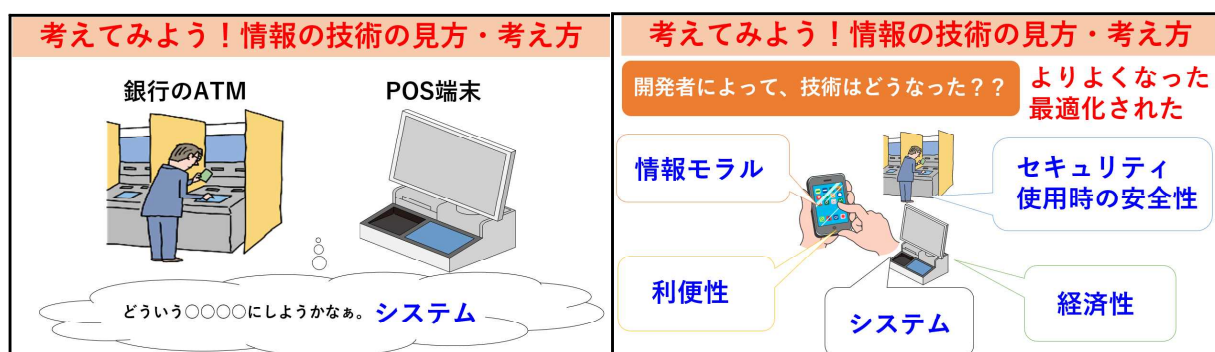 考えてみよう！情報の技術の見方・考え方
銀行のATM
POS端末
どういう○○○○にしようかなぁ。システム
考えてみよう！情報の技術の見方・考え方
開発者によって、技術はどうなった？？
よりよくなった
最適化された
情報モラル
セキュリティ
使用時の安全性
利便性
システム
経済性